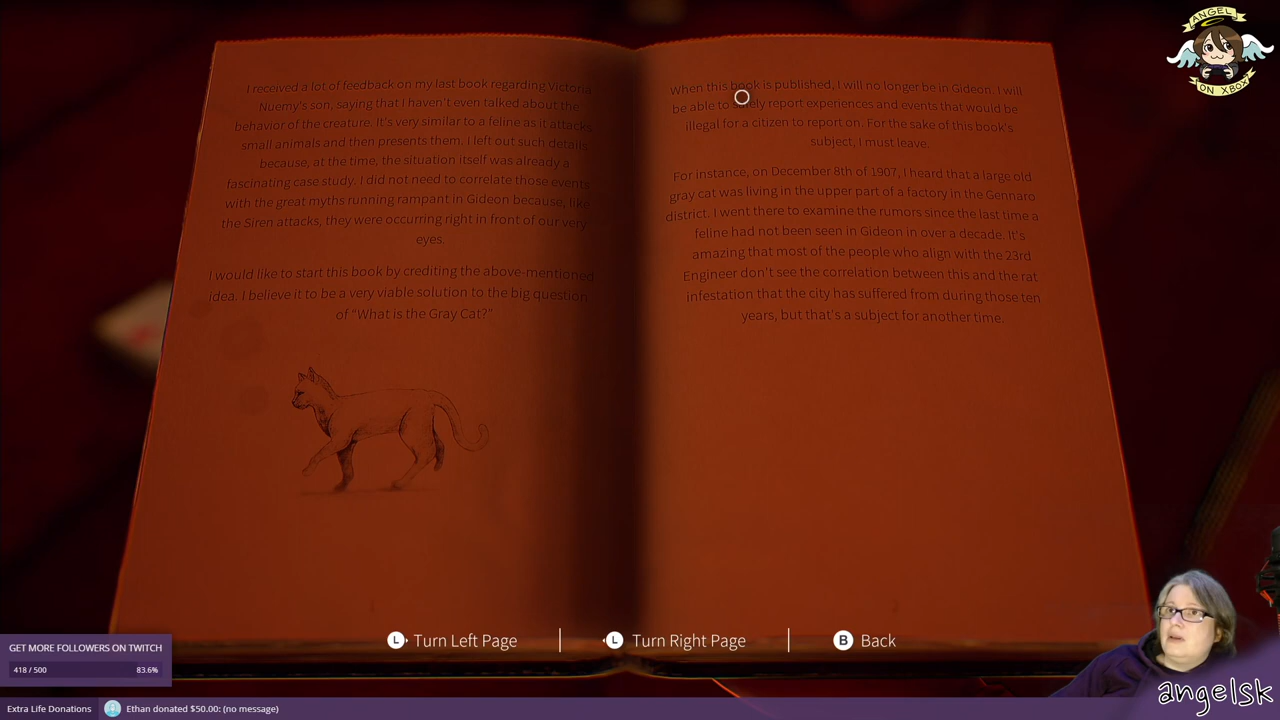 ANGEL
ON XBOX
I received a lot of feedback on my last book regarding Victoria
Nuemy's son, saying that I haven't even talked about the
behavior of the creature. It's very similar to a feline as it attacks
small animals and then presents them. I left out such details
because, at the time, the situation itself was already a
fascinating case study. I did not need to correlate those events
with the great myths running rampant in Gideon because, like
the Siren attacks, they were occurring right in front of our very
eyes.
I would like to start this book by crediting the above-mentioned
idea. I believe it to be a very viable solution to the big question
of "What is the Gray Cat?"
When this book is published, I will no longer be in Gideon. I will
be able to safely report experiences and events that would be
illegal for a citizen to report on. For the sake of this book's
subject, I must leave.
For instance, on December 8th of 1907, I heard that a large old
gray cat was living in the upper part of a factory in the Gennaro
district. I went there to examine the rumors since the last time a
feline had not been seen in Gideon in over a decade. It's
amazing that most of the people who align with the 23rd
Engineer don't see the correlation between this and the rat
infestation that the city has suffered from during those ten
years, but that's a subject for another time.
L Turn Left Page
L Turn Right Page
B Back
GET MORE FOLLOWERS ON TWITCH
418 / 500 83.6%
angelsk
Extra Life Donations Ethan donated $50.00: (no message)